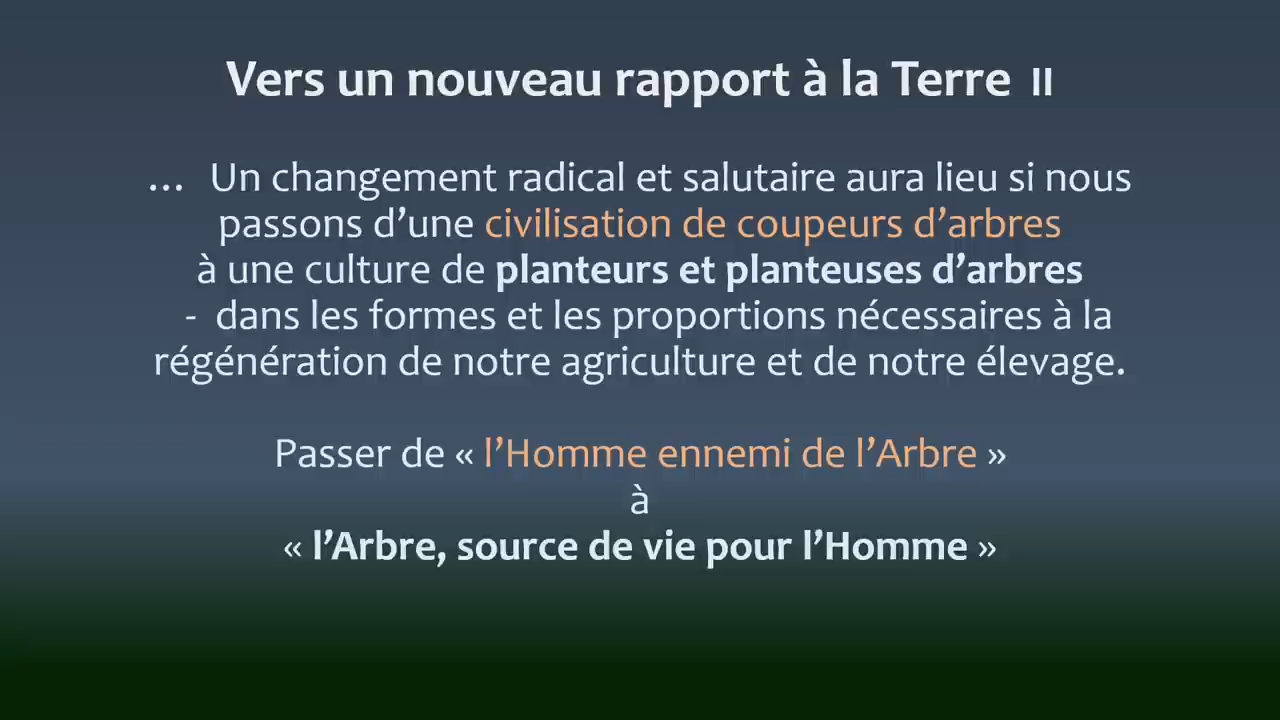 Vers un nouveau rapport à la Terre II
… Un changement radical et salutaire aura lieu si nous
passons d’une civilisation de coupeurs d’arbres
à une culture de planteurs et planteuses d’arbres
- dans les formes et les proportions nécessaires à la
régénération de notre agriculture et de notre élevage.
Passer de « l’Homme ennemi de l’Arbre »
à
« l’Arbre, source de vie pour l’Homme »